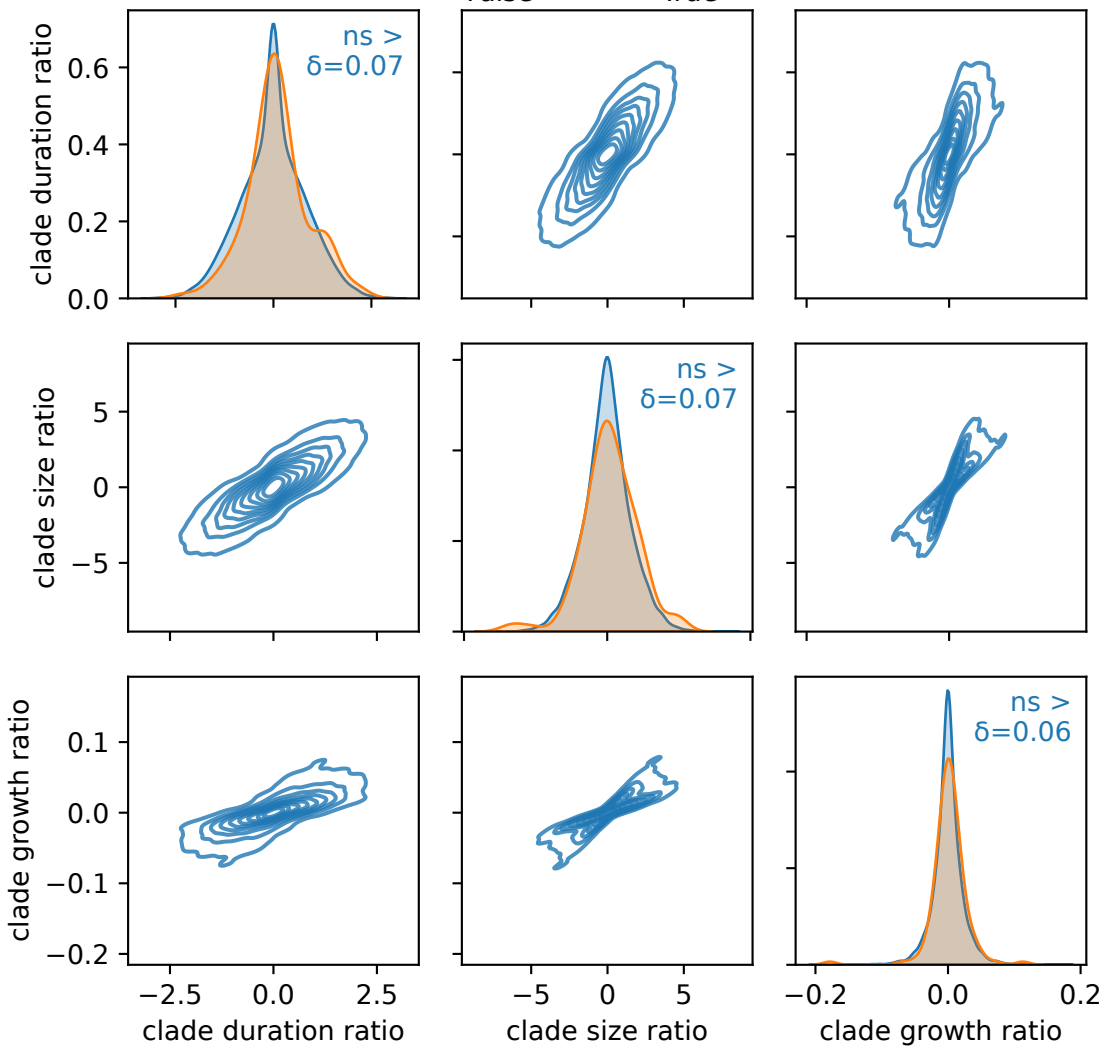 clade duration ratio
0.6
0.4
0.2
0.0
ns >
δ=0.07
clade size ratio
5
0
−5
ns >
δ=0.07
clade growth ratio
0.1
0.0
−0.1
−0.2
ns >
δ=0.06
−2.5 0.0 2.5
−5 0 5
−0.2 0.0 0.2
clade duration ratio
clade size ratio
clade growth ratio